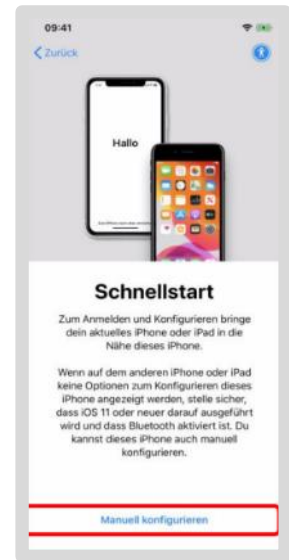 09:41
Zurück
Hallo
Schnellstart
Zum Anmelden und Konfigurieren bringe
dein aktuelles iPhone oder iPad in die
Nähe dieses iPhone.
Wenn auf dem anderen iPhone oder iPad
keine Optionen zum Konfigurieren dieses
iPhone angezeigt werden, stelle sicher,
dass iOS 11 oder neuer darauf ausgeführt
wird und dass Bluetooth aktiviert ist. Du
kannst dieses iPhone auch manuell
konfigurieren.
Manuell konfigurieren